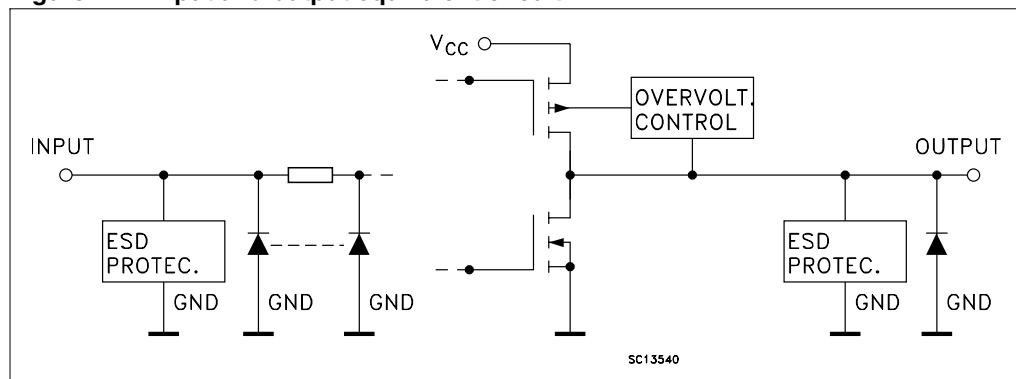 VCC
OVERVOLT.
CONTROL
INPUT
OUTPUT
ESD
PROTEC.
GND
GND
GND
ESD
PROTEC.
GND
GND
SC13540